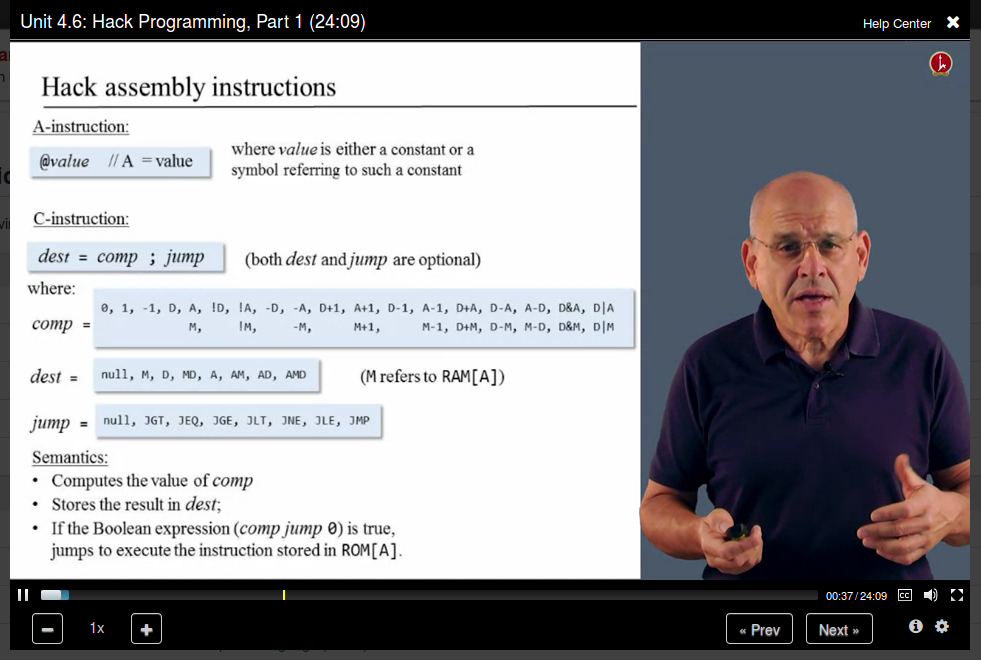 Unit 4.6: Hack Programming, Part 1 (24:09)
Help Center
Hack assembly instructions
A-instruction:
@value // A = value
where value is either a constant or a
symbol referring to such a constant
C-instruction:
dest = comp ; jump
(both dest and jump are optional)
where:
comp =
0, 1, -1, D, A, !D, !A, -D, -A, D+1, A+1, D-1, A-1, D+A, D-A, A-D, D&A, D|A
M, !M, -M, M+1, M-1, D+M, D-M, M-D, D&M, D|M
dest =
null, M, D, MD, A, AM, AD, AMD
(M refers to RAM[A])
jump =
null, JGT, JEQ, JGE, JLT, JNE, JLE, JMP
Semantics:
• Computes the value of comp
• Stores the result in dest;
• If the Boolean expression (comp jump 0) is true,
jumps to execute the instruction stored in ROM[A].
00:37/24:09
CC
1x
« Prev
Next »